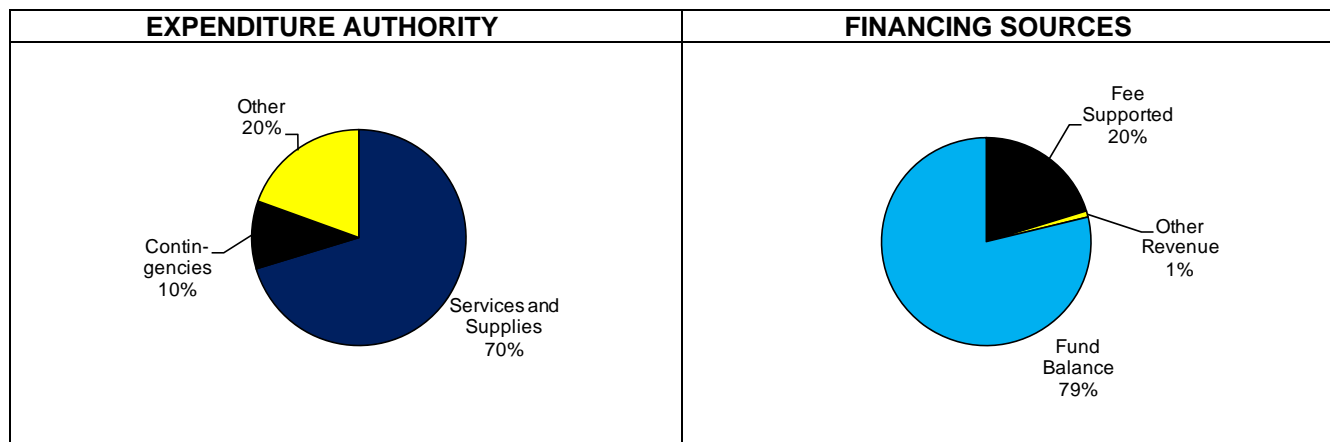 EXPENDITURE AUTHORITY
Other
20%
Contin-
gencies
10%
Services and
Supplies
70%
FINANCING SOURCES
Fee
Supported
20%
Other
Revenue
1%
Fund
Balance
79%